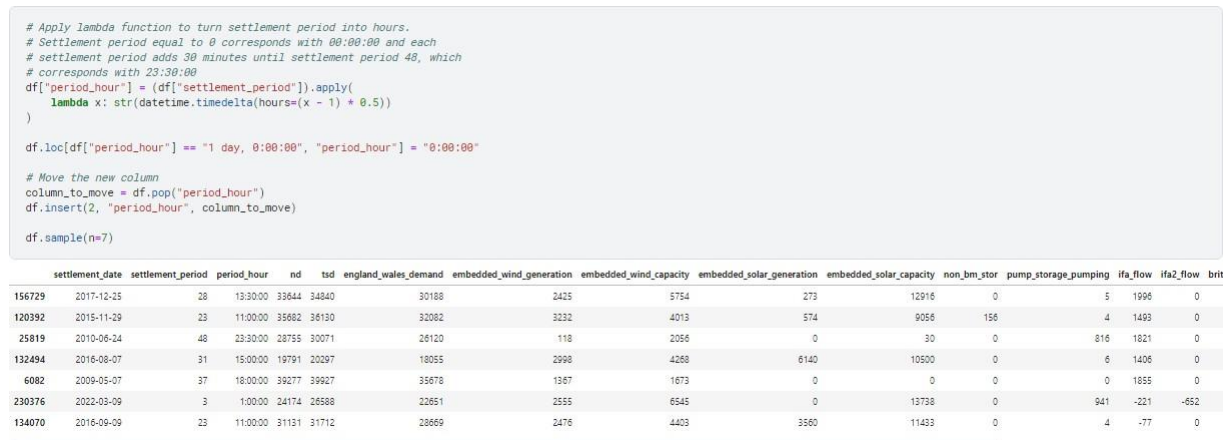 # Apply lambda function to turn settlement period into hours.
# Settlement period equal to 0 corresponds with 00:00:00 and each
# settlement period adds 30 minutes until settlement period 48, which
# corresponds with 23:30:00
df["period_hour"] = (df["settlement_period"]).apply(
    lambda x: str(datetime.timedelta(hours=(x - 1) * 0.5))
)
df.loc[df["period_hour"] == "1 day, 0:00:00", "period_hour"] = "0:00:00"
# Move the new column
column_to_move = df.pop("period_hour")
df.insert(2, "period_hour", column_to_move)
df.sample(n=7)
settlement_date settlement_period period_hour nd tsd england_wales_demand embedded_wind_generation embedded_wind_capacity embedded_solar_generation embedded_solar_capacity non_bm_stor pump_storage_pumping ifa_flow ifa2_flow brit
156729 2017-12-25 28 13:30:00 33644 34840 30188 2425 5754 273 12916 0 5 1996 0
120392 2015-11-29 23 11:00:00 35682 36130 32082 3232 4013 574 9056 156 4 1493 0
25819 2010-06-24 48 23:30:00 28755 30071 26120 118 2056 0 30 0 816 1821 0
132494 2016-08-07 31 15:00:00 19791 20297 18055 2998 4268 6140 10500 0 6 1406 0
6082 2009-05-07 37 18:00:00 39277 39927 35678 1367 1673 0 0 0 0 1855 0
230376 2022-03-09 3 1:00:00 24174 26588 22651 2555 6545 0 13738 0 941 -221 -652
134070 2016-09-09 23 11:00:00 31131 31712 28669 2476 4403 3560 11433 0 4 -77 0